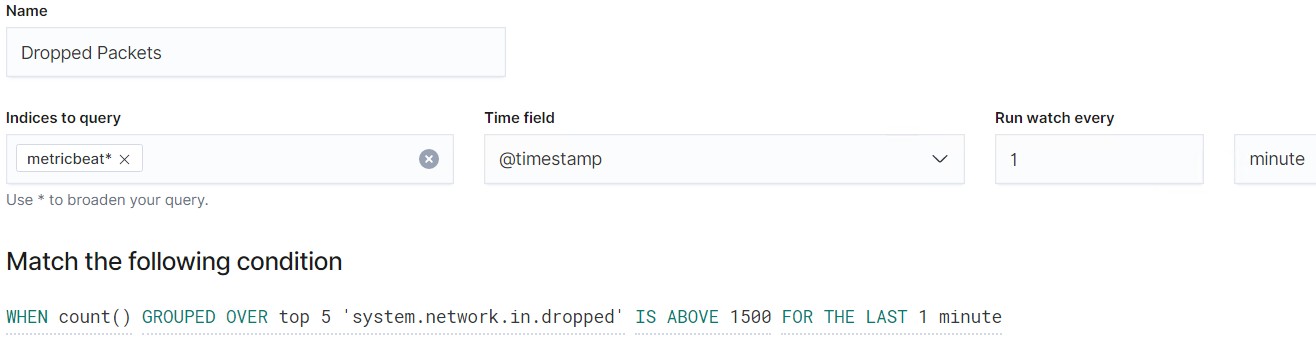 Name
Dropped Packets
Indices to query Time field Run watch every
metricbeat* × @timestamp 1 minute
Use * to broaden your query.
Match the following condition
WHEN count() GROUPED OVER top 5 'system.network.in.dropped' IS ABOVE 1500 FOR THE LAST 1 minute